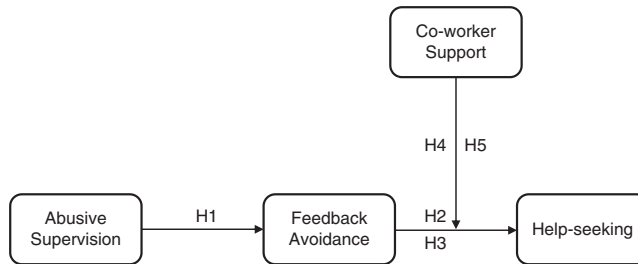 Co-worker
Support
H4 H5
H1
H2
H3
Abusive
Supervision
Feedback
Avoidance
Help-seeking